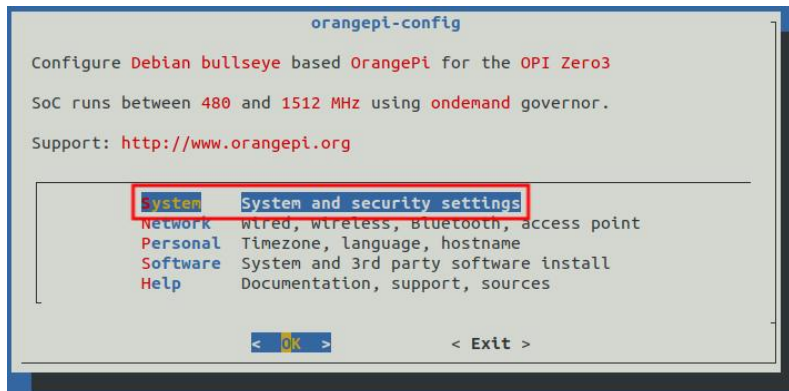 orangepi-config
Configure Debian bullseye based OrangePi for the OPI Zero3
SoC runs between 480 and 1512 MHz using ondemand governor.
Support: http://www.orangepi.org
System System and security settings
Network Wired, wireless, Bluetooth, access point
Personal Timezone, language, hostname
Software System and 3rd party software install
Help Documentation, support, sources
< OK > < Exit >